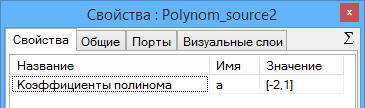 Свойства : Polynom_source2
Свойства Общие Порты Визуальные слои Σ
Название Имя Значение
Коэффициенты полинома a [-2,1]